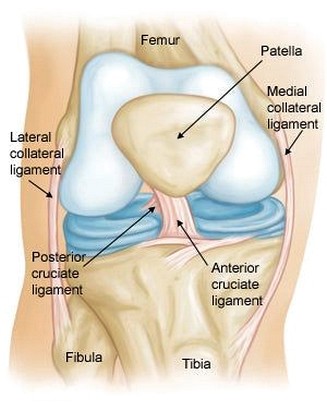 Femur
Patella
Medial
collateral
ligament
Lateral
collateral
ligament
Posterior
cruciate
ligament
Anterior
cruciate
ligament
Fibula
Tibia